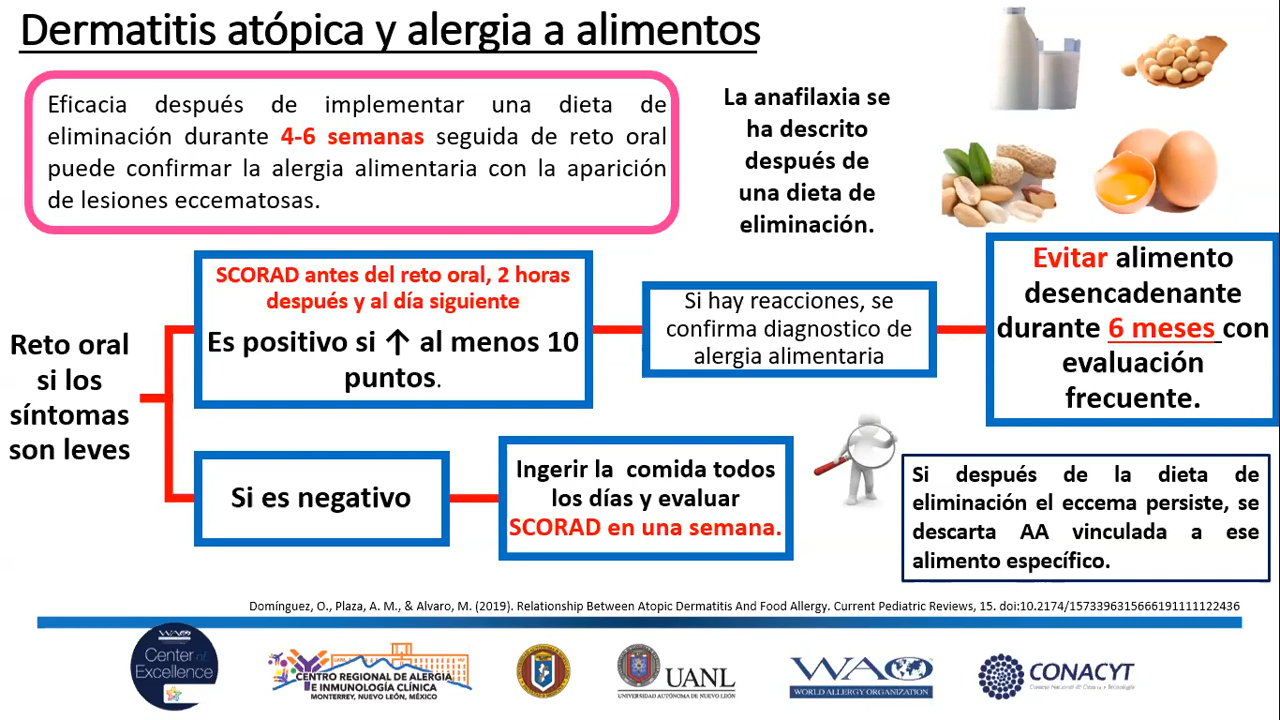 Dermatitis atópica y alergia a alimentos
Eficacia después de implementar una dieta de
eliminación durante 4-6 semanas seguida de reto oral
puede confirmar la alergia alimentaria con la aparición
de lesiones eccematosas.
La anafilaxia se
ha descrito
después de
una dieta de
eliminación.
Reto oral
si los
síntomas
son leves
SCORAD antes del reto oral, 2 horas
después y al día siguiente
Es positivo si ↑ al menos 10
puntos.
Si hay reacciones, se
confirma diagnostico de
alergia alimentaria
Evitar alimento
desencadenante
durante 6 meses con
evaluación
frecuente.
Si es negativo
Ingerir la comida todos
los días y evaluar
SCORAD en una semana.
Si después de la dieta de
eliminación el eccema persiste, se
descarta AA vinculada a ese
alimento específico.
Domínguez, O., Plaza, A. M., & Alvaro, M. (2019). Relationship Between Atopic Dermatitis And Food Allergy. Current Pediatric Reviews, 15. doi:10.2174/1573396315666191111122436
WAO
Center of
Excellence
CENTRO REGIONAL DE ALERGIA
E INMUNOLOGÍA CLÍNICA
MONTERREY, NUEVO LEÓN, MÉXICO
UANL
UNIVERSIDAD AUTÓNOMA DE NUEVO LEÓN
WAO
WORLD ALLERGY ORGANIZATION
CONACYT
Consejo Nacional de Ciencia y Tecnología